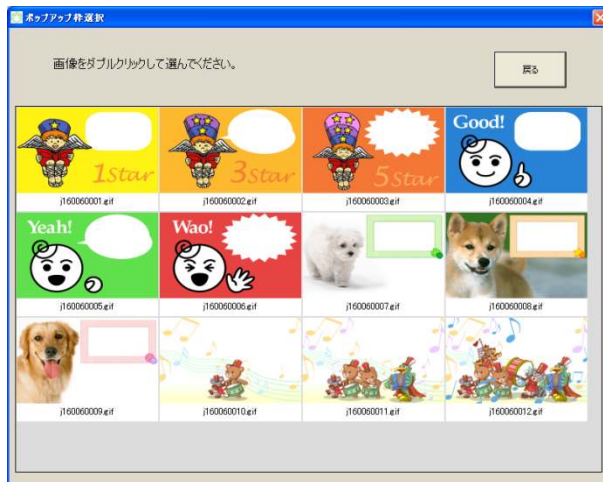 ポップアップ枠選択
画像をダブルクリックして選んでください。
戻る
1Star
3Star
5Star
Good!
j160060001.gif
j160060002.gif
j160060003.gif
j160060004.gif
Yeah!
Wao!
j160060005.gif
j160060006.gif
j160060007.gif
j160060008.gif
j160060009.gif
j160060010.gif
j160060011.gif
j160060012.gif